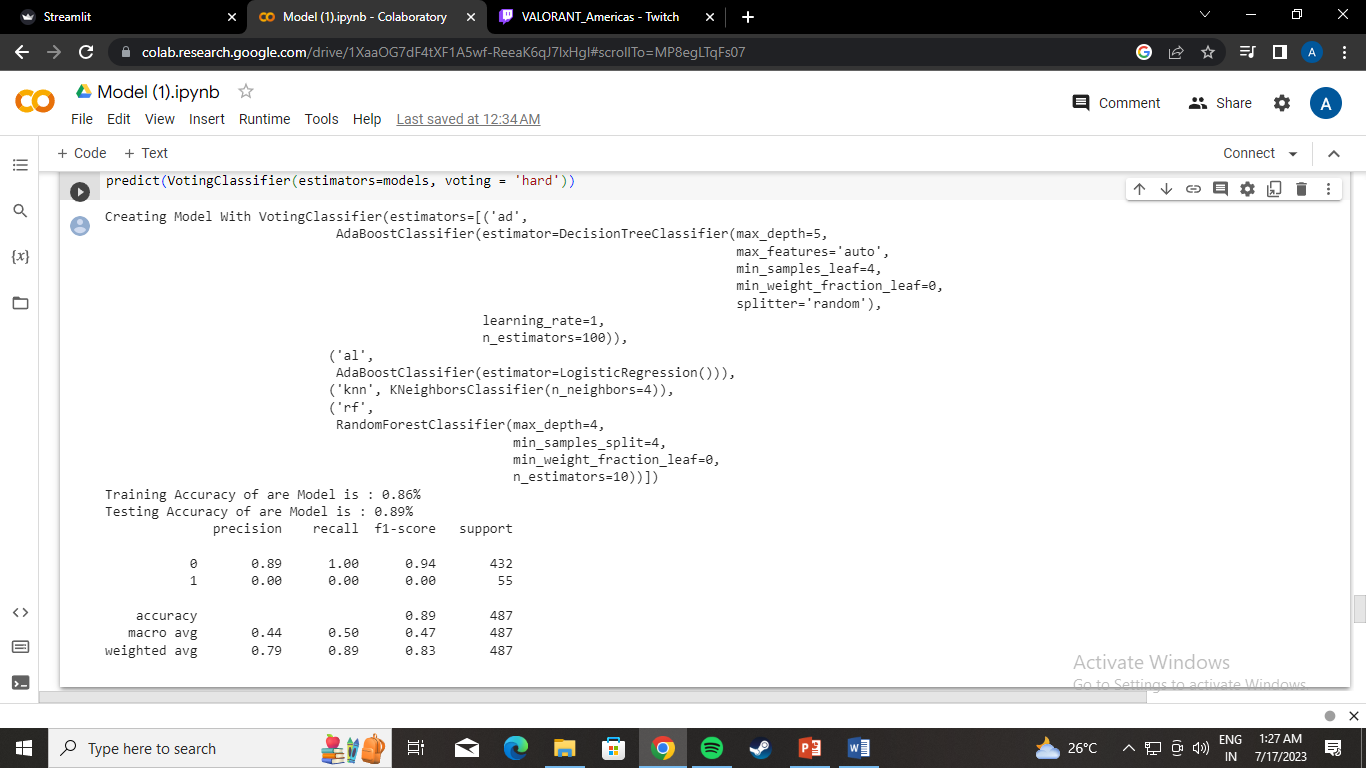 Streamlit
Model (1).ipynb - Colaboratory
VALORANT_Americas - Twitch
colab.research.google.com/drive/1XaaOG7dF4tXF1A5wf-ReeaK6qJ7lxHgl#scrollTo=MP8egLTqFs07
A
Model (1).ipynb
File Edit View Insert Runtime Tools Help Last saved at 12:34 AM
Comment
Share
A
+ Code + Text
Connect
predict(VotingClassifier(estimators=models, voting = 'hard'))
Creating Model With VotingClassifier(estimators=[('ad',
AdaBoostClassifier(estimator=DecisionTreeClassifier(max_depth=5,
max_features='auto',
min_samples_leaf=4,
min_weight_fraction_leaf=0,
splitter='random'),
learning_rate=1,
n_estimators=100)),
('al',
AdaBoostClassifier(estimator=LogisticRegression())),
('knn', KNeighborsClassifier(n_neighbors=4)),
('rf',
RandomForestClassifier(max_depth=4,
min_samples_split=4,
min_weight_fraction_leaf=0,
n_estimators=10))])
Training Accuracy of are Model is : 0.86%
Testing Accuracy of are Model is : 0.89%
precision recall f1-score support
0 0.89 1.00 0.94 432
1 0.00 0.00 0.00 55
accuracy 0.89 487
macro avg 0.44 0.50 0.47 487
weighted avg 0.79 0.89 0.83 487
Activate Windows
Go to Settings to activate Windows.
Type here to search
26°C
ENG
IN
1:27 AM
7/17/2023